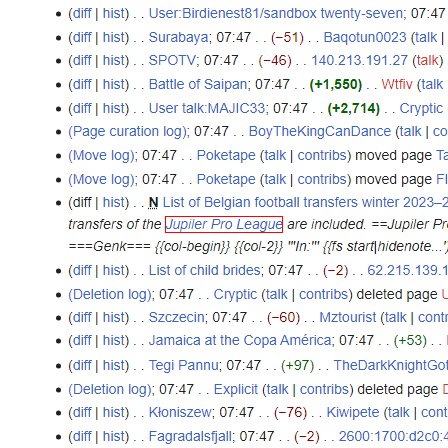 • (diff | hist) . . User:Birdienest81/sandbox twenty-seven; 07:47
• (diff | hist) . . Surabaya; 07:47 . . (−51) . . Baqotun0023 (talk |
• (diff | hist) . . SPOTV; 07:47 . . (−46) . . 140.213.191.27 (talk)
• (diff | hist) . . Battle of Saipan; 07:47 . . (+1,550) . . Wtfiv (talk
• (diff | hist) . . User talk:MAJIC33; 07:47 . . (+2,714) . . Cryptic
• (Page curation log); 07:47 . . BoyTheKingCanDance (talk | co
• (Move log); 07:47 . . Poketape (talk | contribs) moved page Ta
• (Move log); 07:47 . . Poketape (talk | contribs) moved page Fl
• (diff | hist) . . N List of Belgian football transfers winter 2023–2
transfers of the Jupiler Pro League are included. ==Jupiler Pr
===Genk=== {{col-begin}} {{col-2}} '''In:''' {{fs start|hidenote...'
• (diff | hist) . . List of child brides; 07:47 . . (−2) . . 62.215.139.1
• (Deletion log); 07:47 . . Cryptic (talk | contribs) deleted page
• (diff | hist) . . Szczecin; 07:47 . . (−60) . . Mztourist (talk | contr
• (diff | hist) . . Jamaica at the Copa América; 07:47 . . (+53) . .
• (diff | hist) . . Tegi Pannu; 07:47 . . (+97) . . TheDarkKnightGot
• (Deletion log); 07:47 . . Explicit (talk | contribs) deleted page
• (diff | hist) . . Kłoniszew; 07:47 . . (−76) . . Kiwipete (talk | cont
• (diff | hist) . . Fagradalsfjall; 07:47 . . (−2) . . 2600:1700:d2c0:4